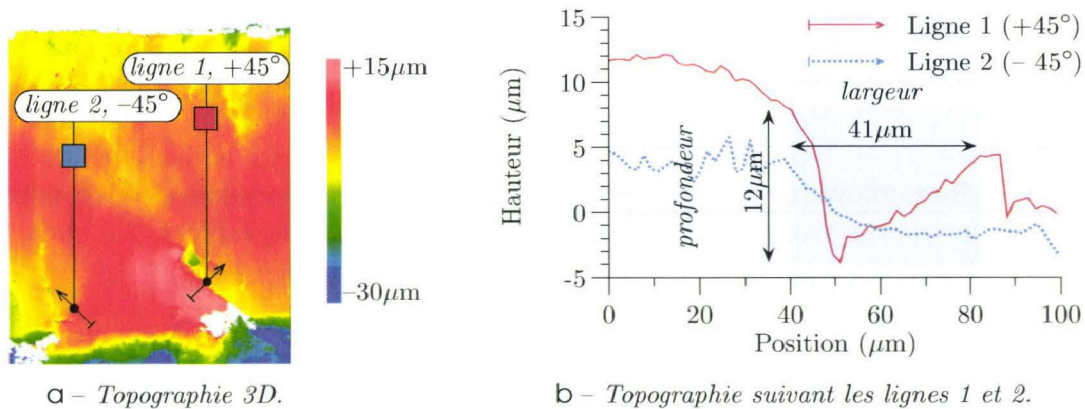 ligne 1, +45°
ligne 2, –45°
+15μm
–30μm
a – Topographie 3D.
15
10
5
0
-5
Hauteur (μm)
Ligne 1 (+45°)
Ligne 2 (– 45°)
largeur
41μm
profondeur
12μm
0
20
40
60
80
100
Position (μm)
b – Topographie suivant les lignes 1 et 2.